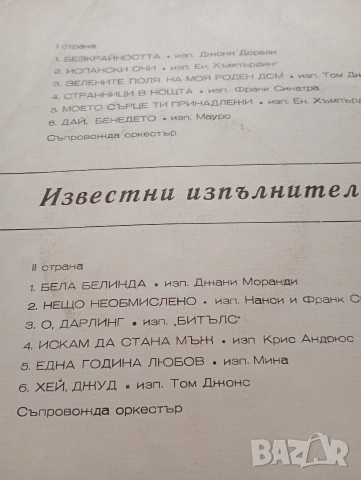 I страна
1. БЕЗКРАЙНОСТТА • изп. Джони Дорели
2. ИСПАНСКИ ОЧИ • изп. Ен. Хъмпърдинг
3. ЗЕЛЕНИТЕ ПОЛЯ НА МОЯ РОДЕН ДОМ • изп. Том Дж
4. СТРАННИЦИ В НОЩТА • изп. Франк Синатра
5. МОЕТО СЪРЦЕ ТИ ПРИНАДЛЕЖИ • изп. Ен. Хъмпър
6. ДАЙ, БЕНЕДЕТО • изп. Мауро
Съпровожда оркестър
Известни изпълнител
II страна
1. БЕЛА БЕЛИНДА • изп. Джани Моранди
2. НЕЩО НЕОБМИСЛЕНО • изп. Нанси и Франк С
3. О, ДАРЛИНГ • изп. „БИТЪЛС"
4. ИСКАМ ДА СТАНА МЪЖ • изп Крис Андрюс
5. ЕДНА ГОДИНА ЛЮБОВ • изп. Мина
6. ХЕЙ, ДЖУД • изп. Том Джонс
Съпровожда оркестър
BAZAR.bg